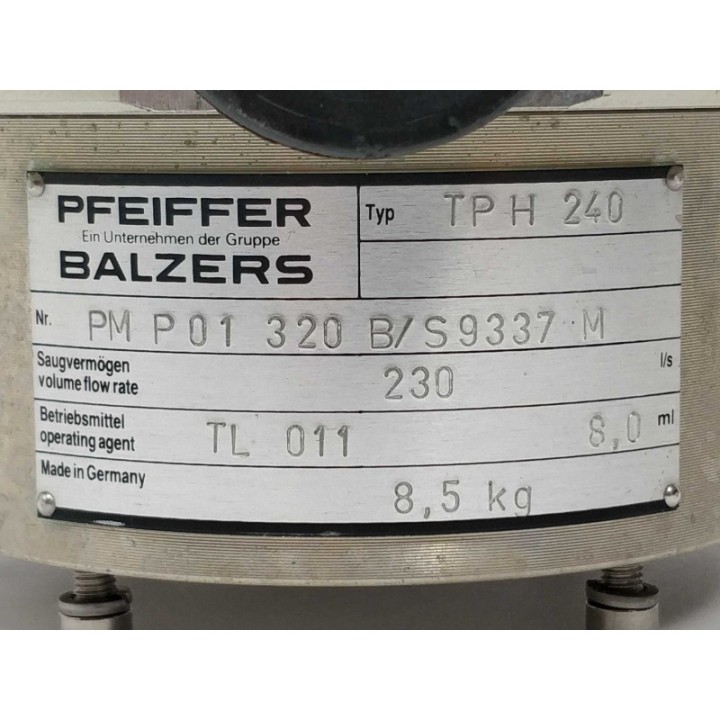 PFEIFFER
Ein Unternehmen der Gruppe
BALZERS
Typ TPH 240
Nr. PM P01 320 B/S9337 M
Saugvermögen
volume flow rate 230 l/s
Betriebsmittel
operating agent TL 011 8,0 ml
Made in Germany
8,5 kg